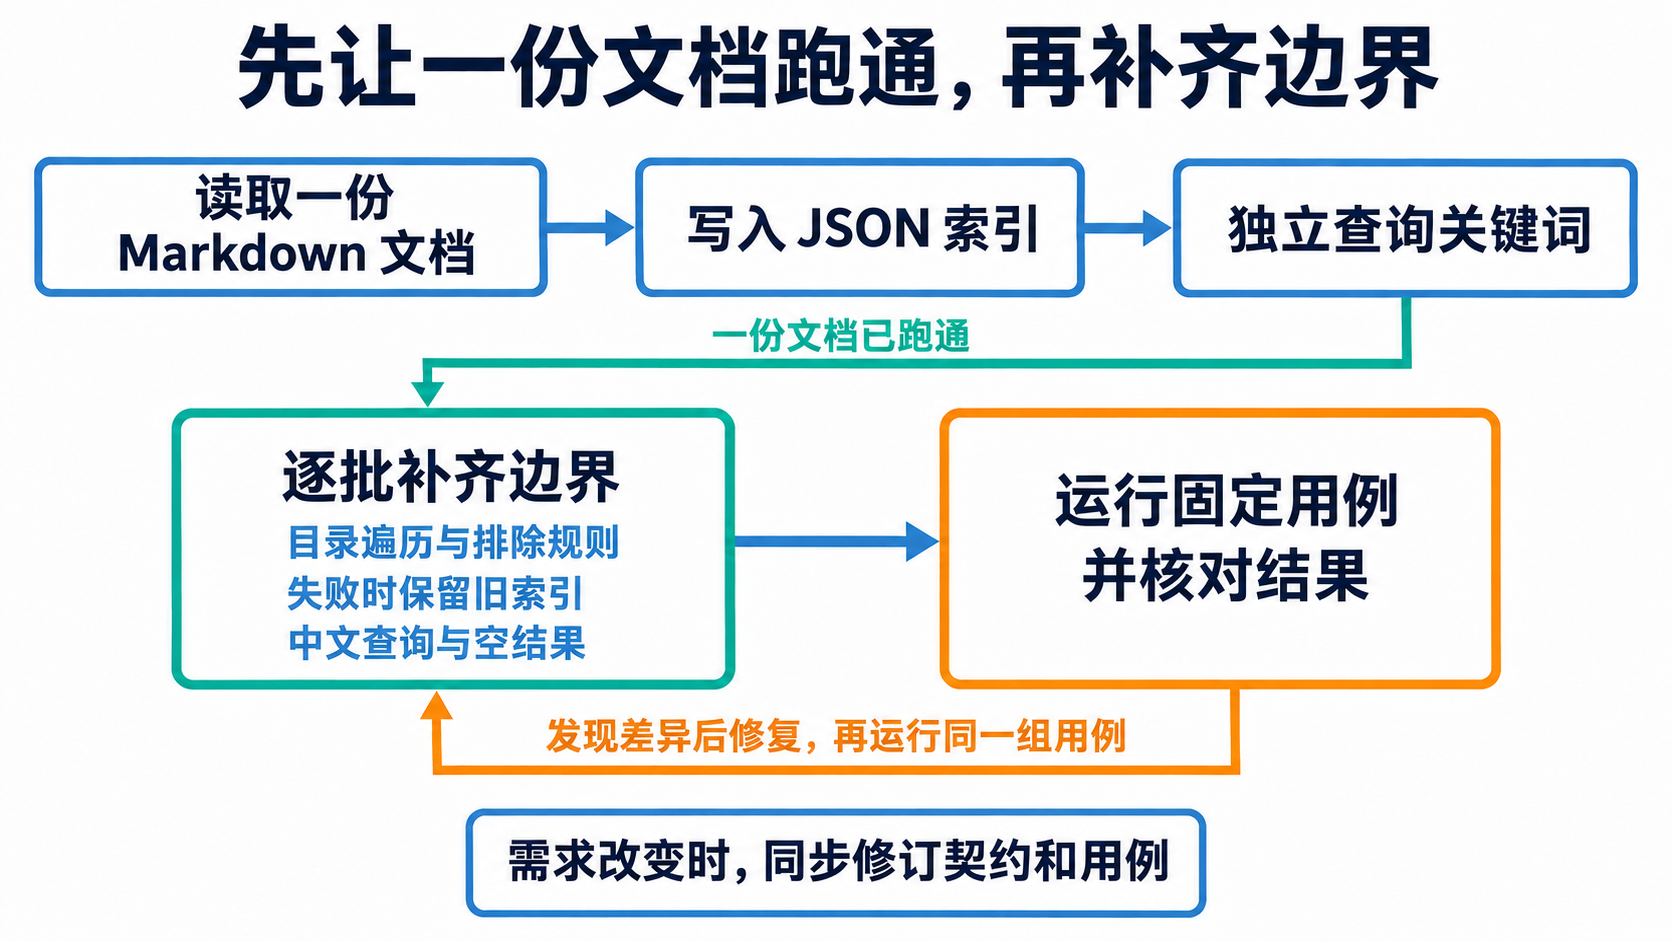 先让一份文档跑通，再补齐边界
读取一份
Markdown 文档
写入 JSON 索引
独立查询关键词
一份文档已跑通
逐批补齐边界
目录遍历与排除规则
失败时保留旧索引
中文查询与空结果
运行固定用例
并核对结果
发现差异后修复，再运行同一组用例
需求改变时，同步修订契约和用例